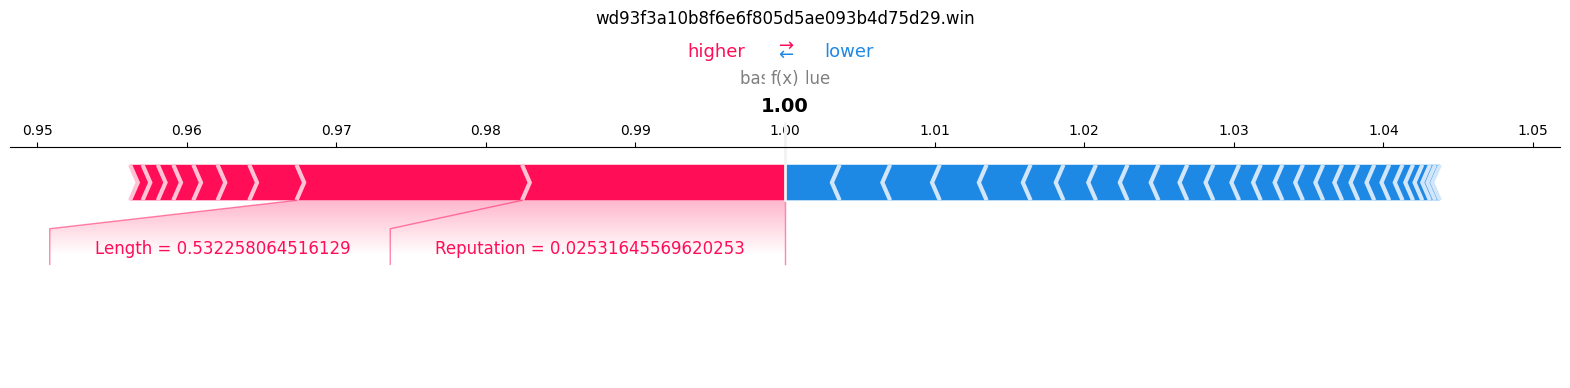 wd93f3a10b8f6e6f805d5ae093b4d75d29.win
higher ⇄ lower
f(x)
1.00
0.95 0.96 0.97 0.98 0.99 1.00 1.01 1.02 1.03 1.04 1.05
Length = 0.532258064516129 Reputation = 0.02531645569620253